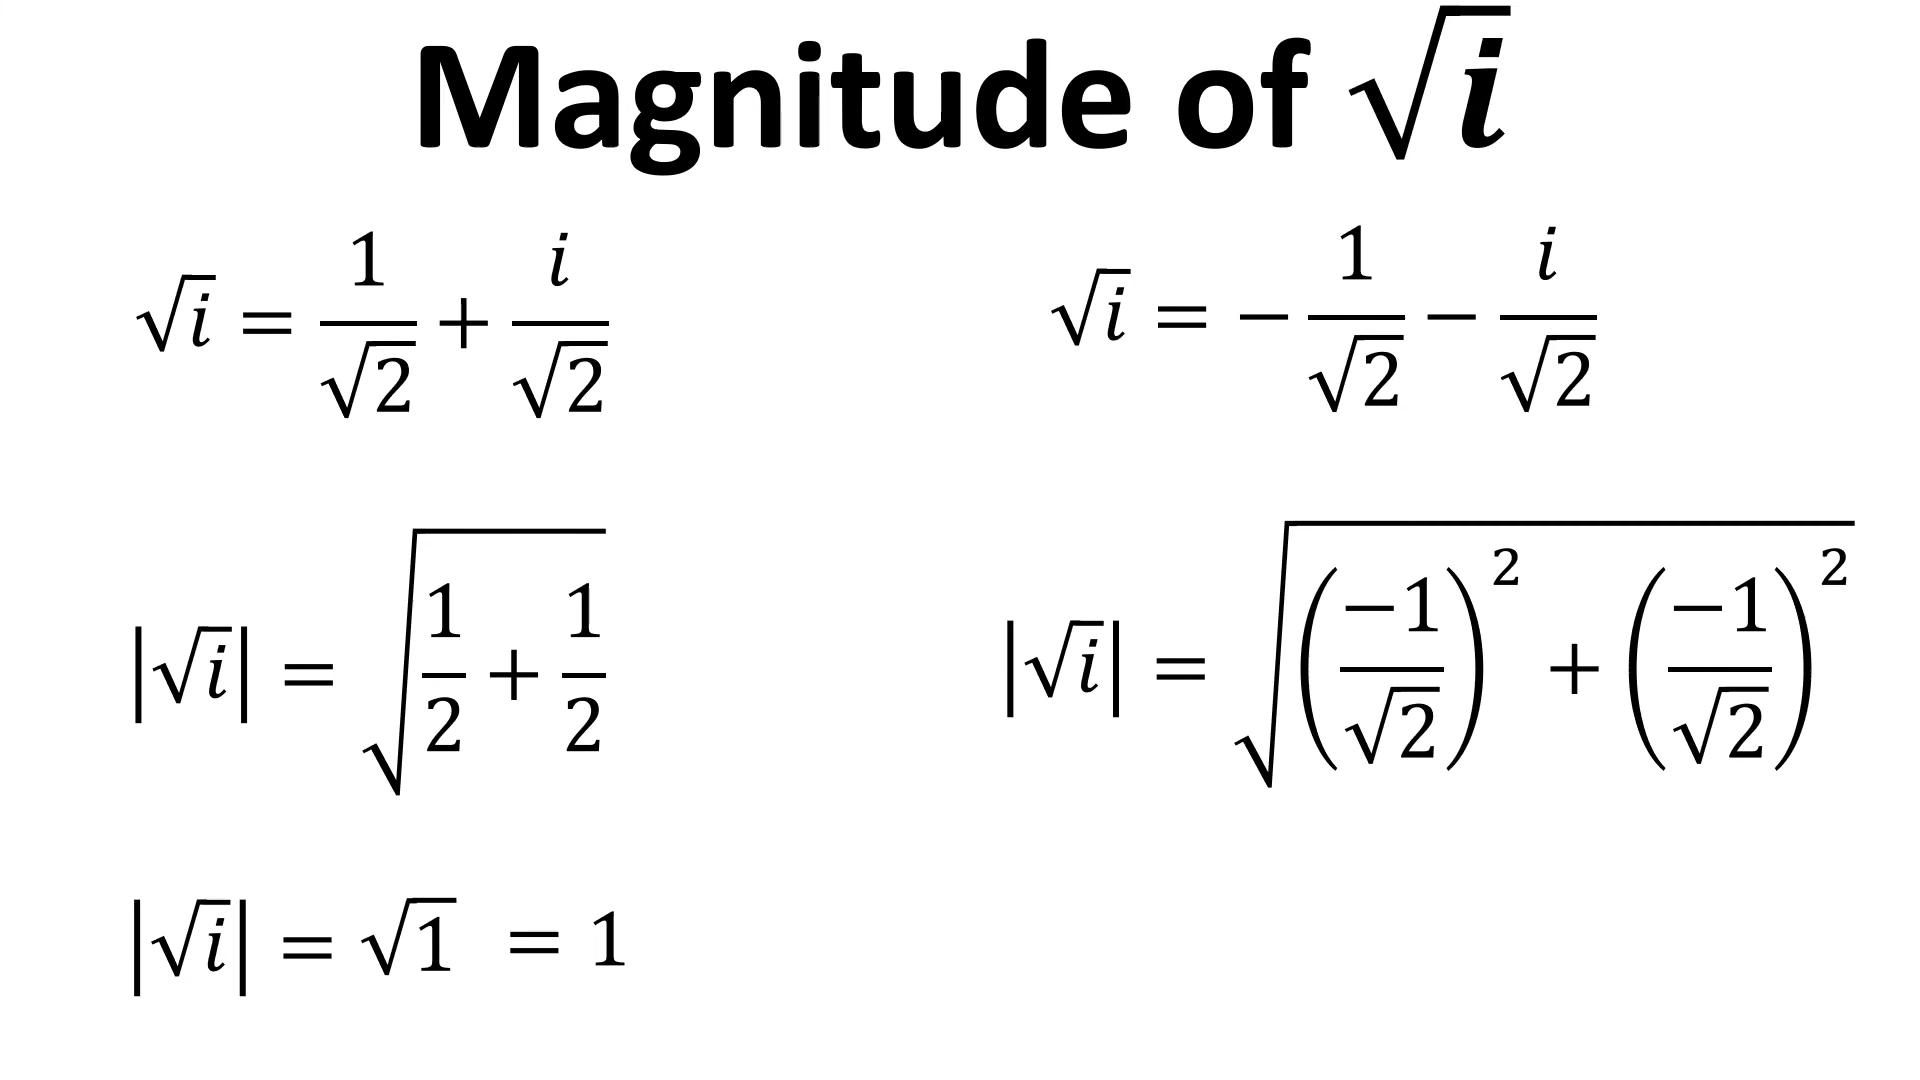 Magnitude of √i
√i = 1/√2 + i/√2
√i = − 1/√2 − i/√2
|√i| = √(1/2 + 1/2)
|√i| = √((−1/√2)² + (−1/√2)²)
|√i| = √1 = 1